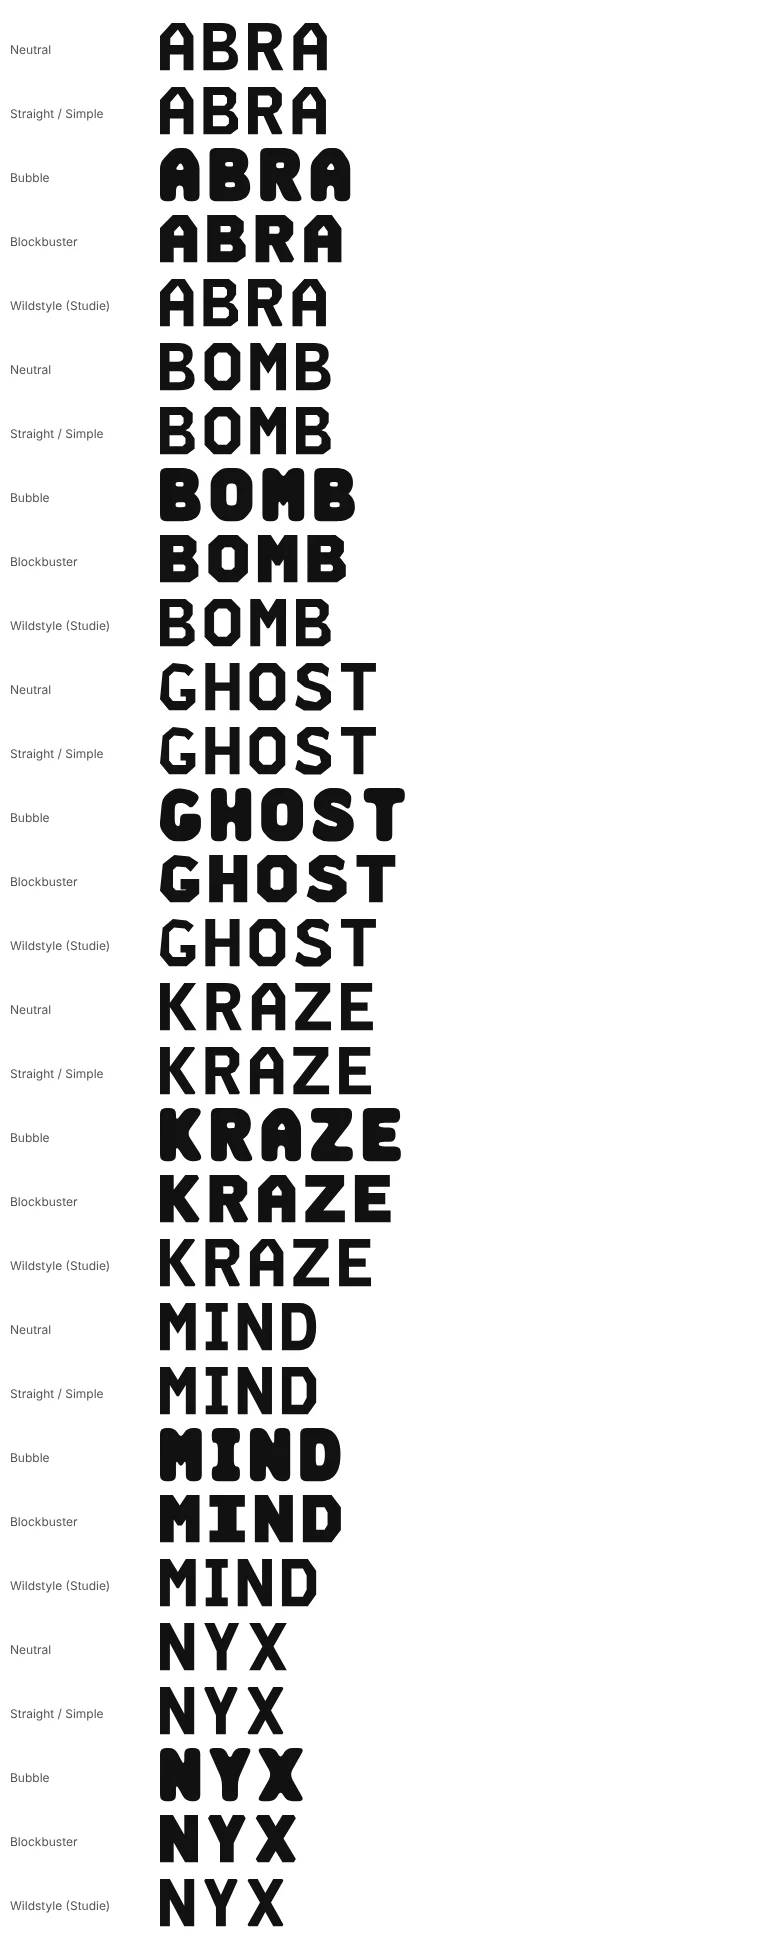 Neutral ABRA
Straight / Simple ABRA
Bubble ABRA
Blockbuster ABRA
Wildstyle (Studie) ABRA
Neutral BOMB
Straight / Simple BOMB
Bubble BOMB
Blockbuster BOMB
Wildstyle (Studie) BOMB
Neutral GHOST
Straight / Simple GHOST
Bubble GHOST
Blockbuster GHOST
Wildstyle (Studie) GHOST
Neutral KRAZE
Straight / Simple KRAZE
Bubble KRAZE
Blockbuster KRAZE
Wildstyle (Studie) KRAZE
Neutral MIND
Straight / Simple MIND
Bubble MIND
Blockbuster MIND
Wildstyle (Studie) MIND
Neutral NYX
Straight / Simple NYX
Bubble NYX
Blockbuster NYX
Wildstyle (Studie) NYX